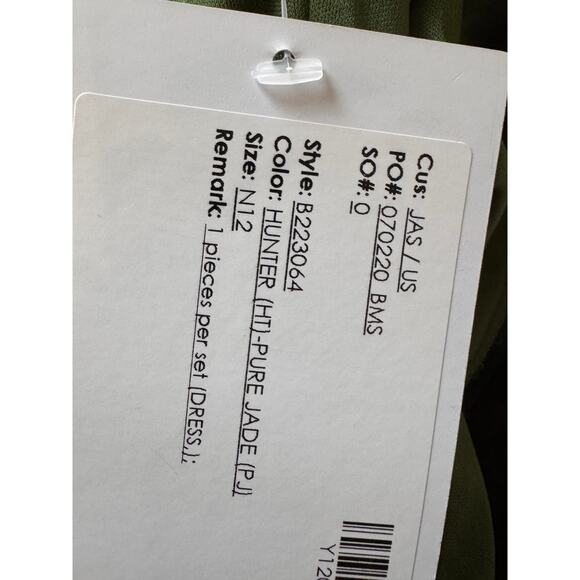 Cus: JAS / US
PO#: 070220 BMS
SO#: 0
Style: B223064
Color: HUNTER (HT)-PURE JADE (PJ)
Size: N12
Remark: 1 pieces per set (DRESS,);